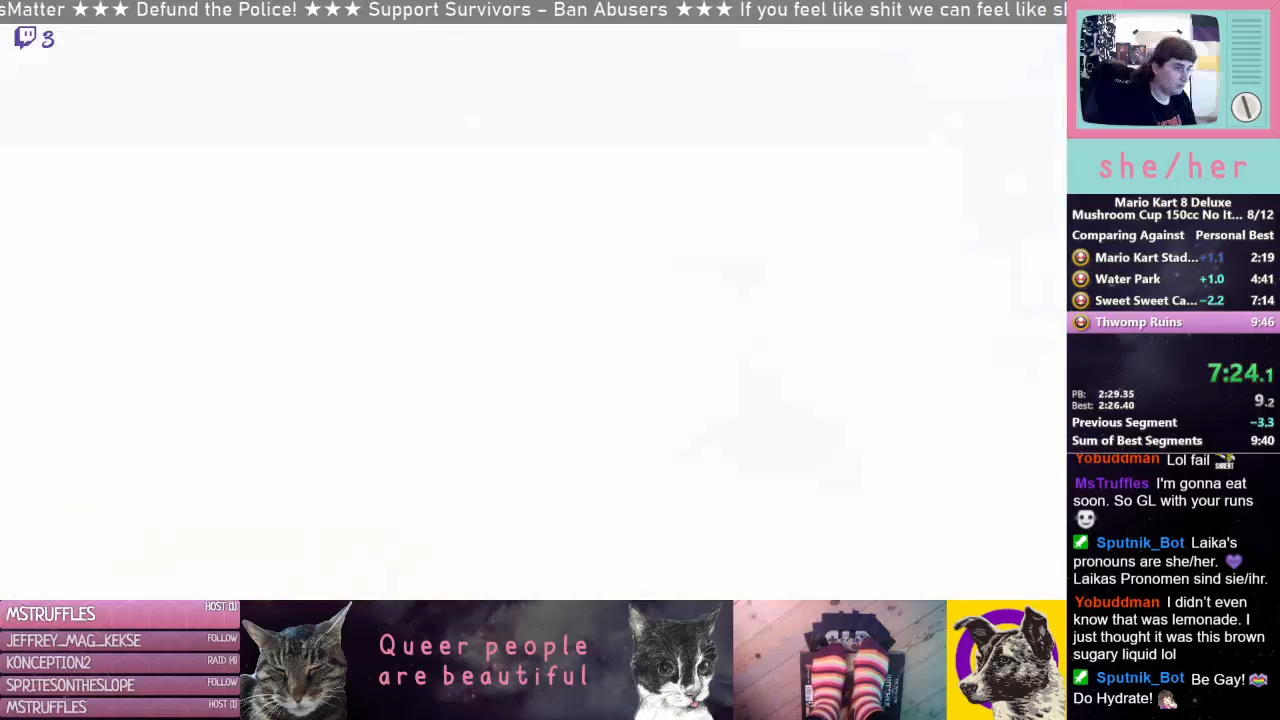 sMatter ★★★ Defund the Police! ★★★ Support Survivors – Ban Abusers ★★★ If you feel like shit we can feel like sh
3
she/her
Mario Kart 8 Deluxe
Mushroom Cup 150cc No It... 8/12
Comparing Against Personal Best
Mario Kart Stad... +1.1 2:19
Water Park +1.0 4:41
Sweet Sweet Ca... −2.2 7:14
Thwomp Ruins 9:46
7:24.1
PB: 2:29.35
Best: 2:26.40
9.2
Previous Segment −3.3
Sum of Best Segments 9:40
Yobuddman Lol fail
MsTruffles I'm gonna eat
soon. So GL with your runs
Sputnik_Bot Laika's
pronouns are she/her. 💜
Laikas Pronomen sind sie/ihr.
Yobuddman I didn't even
know that was lemonade. I
just thought it was this brown
sugary liquid lol
Sputnik_Bot Be Gay!
Do Hydrate!
MSTRUFFLES HOST (1)
JEFFREY_MAG_KEKSE FOLLOW
KONCEPTION2 RAID (4)
SPRITESONTHESLOPE FOLLOW
MSTRUFFLES HOST (1)
Queer people
are beautiful